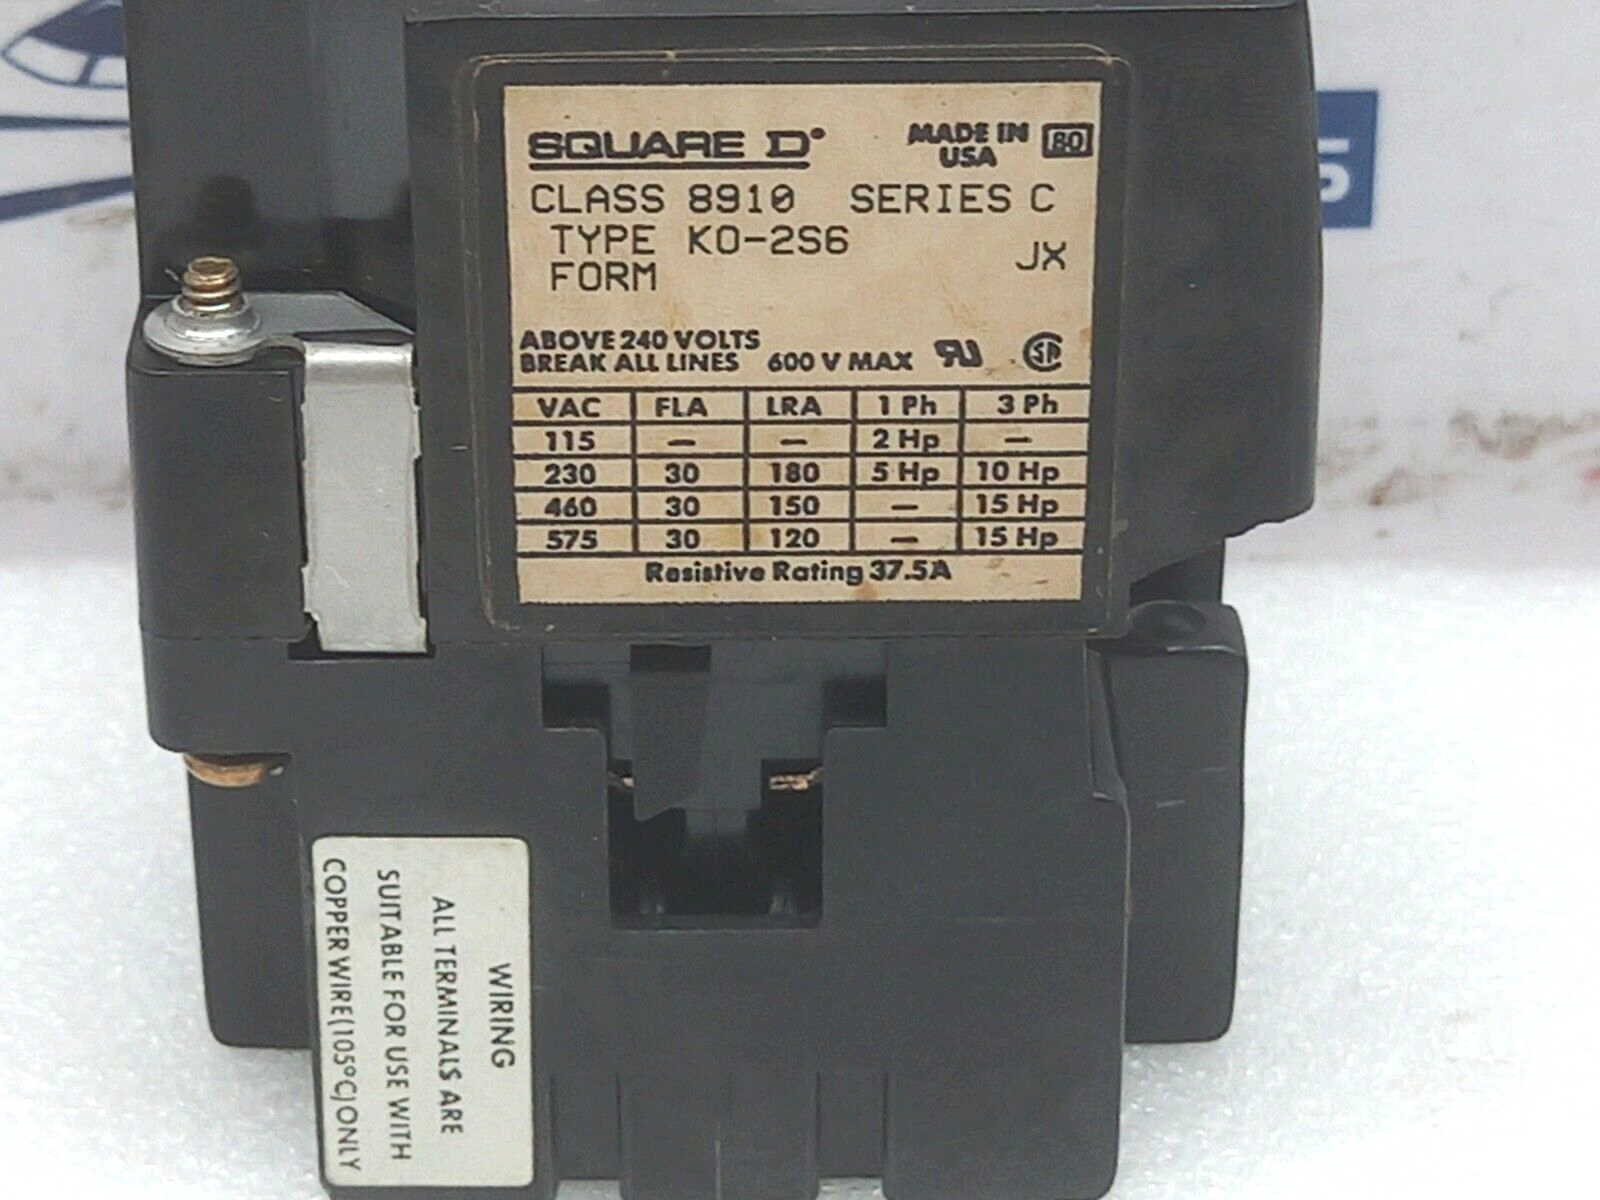 SQUARE D
MADE IN USA 80
CLASS 8910 SERIES C
TYPE KO-2S6
JX
FORM
ABOVE 240 VOLTS
BREAK ALL LINES 600 V MAX
VAC FLA LRA 1 Ph 3 Ph
115 — — 2 Hp —
230 30 180 5 Hp 10 Hp
460 30 150 — 15 Hp
575 30 120 — 15 Hp
Resistive Rating 37.5A
WIRING
ALL TERMINALS ARE
SUITABLE FOR USE WITH
COPPER WIRE (105°C) ONLY